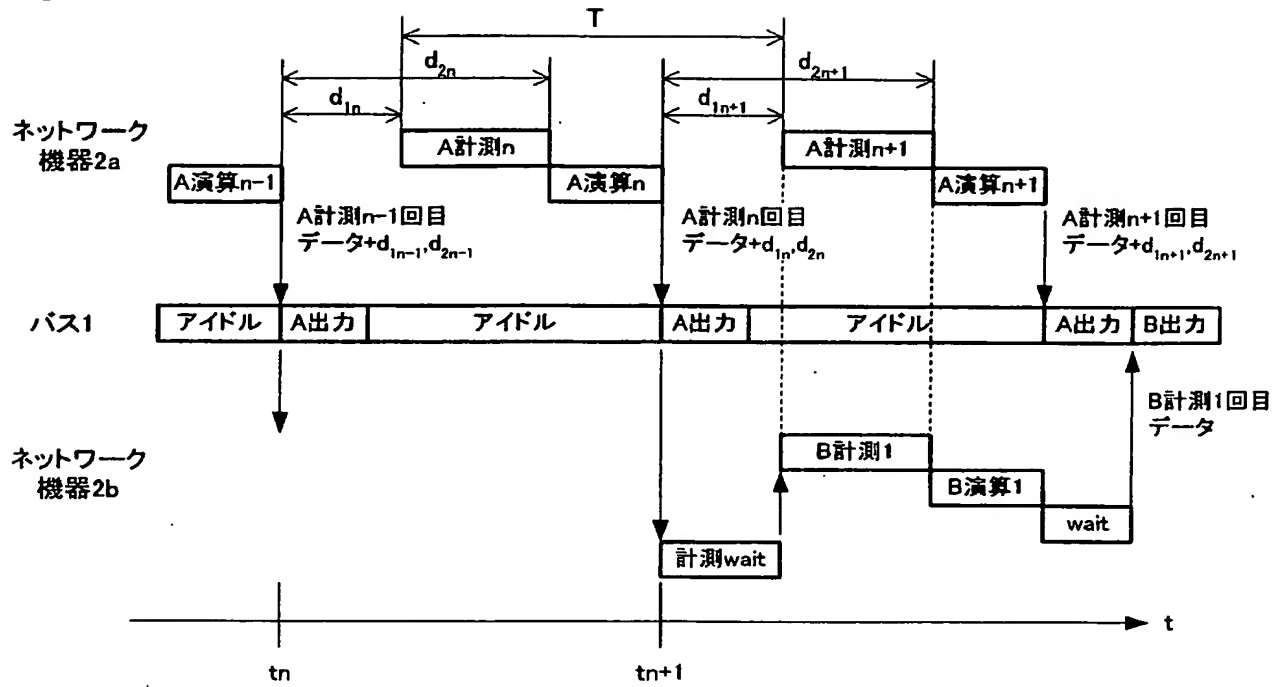 T
d2n
d2n+1
d1n
d1n+1
ネットワーク
機器2a
A計測n
A計測n+1
A演算n-1
A演算n
A演算n+1
A計測n-1回目
データ+d1n-1,d2n-1
A計測n回目
データ+d1n,d2n
A計測n+1回目
データ+d1n+1,d2n+1
バス1
アイドル
A出力
アイドル
A出力
アイドル
A出力
B出力
B計測1回目
データ
ネットワーク
機器2b
B計測1
B演算1
wait
計測wait
t
tn
tn+1